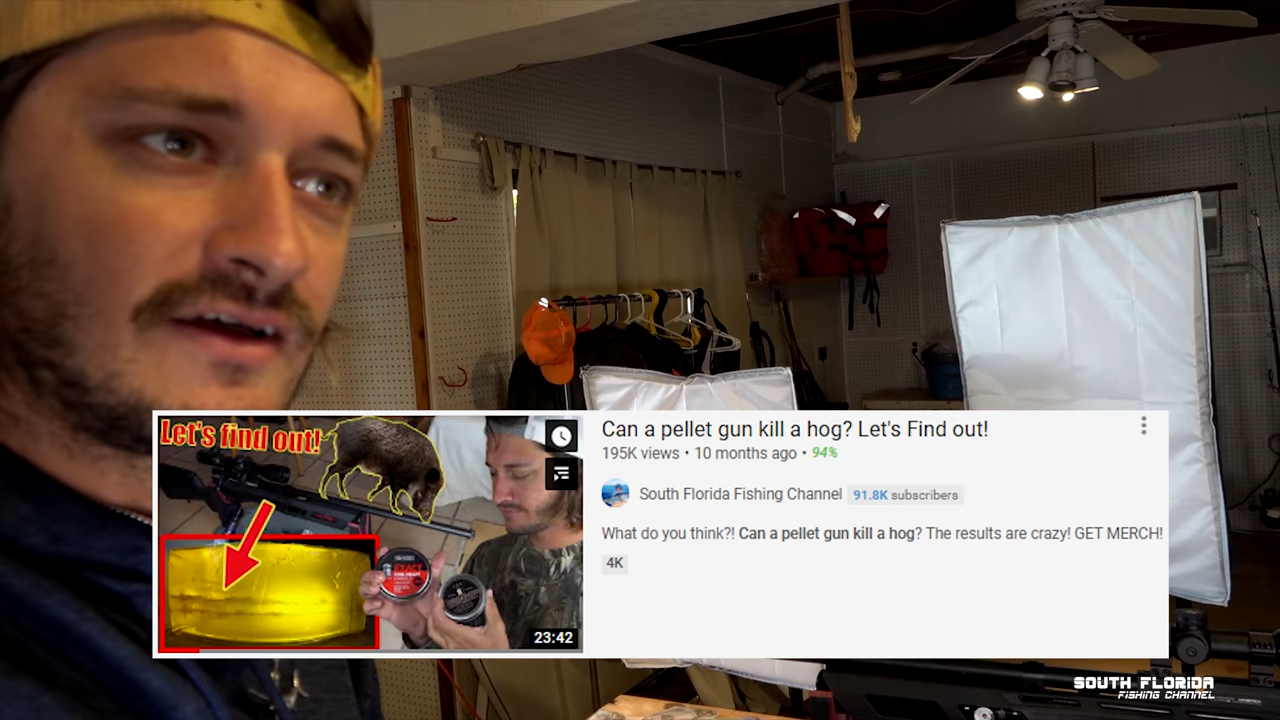 Let's find out!
EXACT
23:42
Can a pellet gun kill a hog? Let's Find out!
195K views • 10 months ago • 94%
South Florida Fishing Channel 91.8K subscribers
What do you think?! Can a pellet gun kill a hog? The results are crazy! GET MERCH!
4K
SOUTH FLORIDA
FISHING CHANNEL